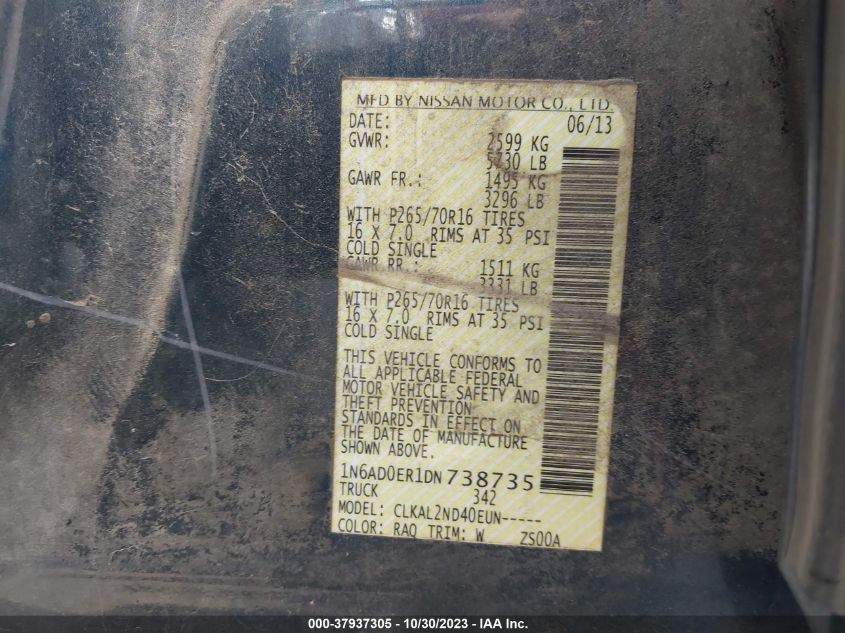 MFD BY NISSAN MOTOR CO., LTD
DATE: 06/13
GVWR: 2599 KG
5730 LB
GAWR FR.: 1495 KG
3296 LB
WITH P265/70R16 TIRES
16 X 7.0 RIMS AT 35 PSI
COLD SINGLE
GAWR RR.: 1511 KG
3331 LB
WITH P265/70R16 TIRES
16 X 7.0 RIMS AT 35 PSI
COLD SINGLE
THIS VEHICLE CONFORMS TO
ALL APPLICABLE FEDERAL
MOTOR VEHICLE SAFETY AND
THEFT PREVENTION
STANDARDS IN EFFECT ON
THE DATE OF MANUFACTURE
SHOWN ABOVE.
1N6AD0ER1DN738735
TRUCK 342
MODEL: CLKAL2ND40EUN-----
COLOR: RAQ TRIM: W ZS00A
000-37937305 - 10/30/2023 - IAA Inc.